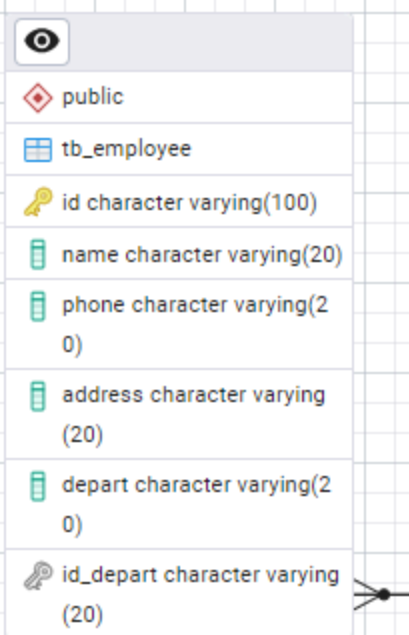 public
tb_employee
id character varying(100)
name character varying(20)
phone character varying(2
0)
address character varying
(20)
depart character varying(2
0)
id_depart character varying
(20)